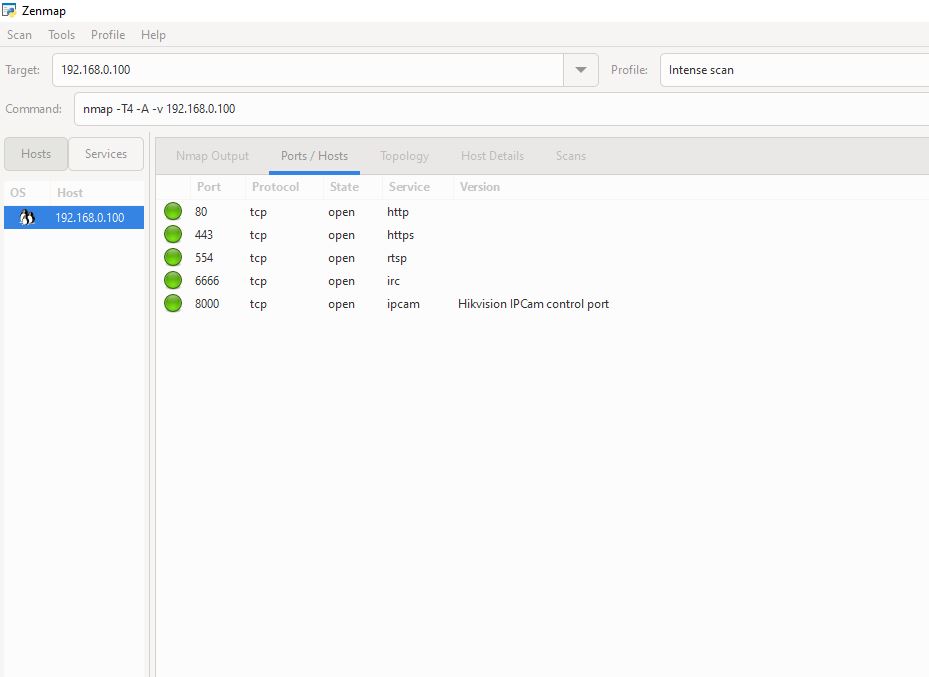 Zenmap
Scan Tools Profile Help
Target: 192.168.0.100 Profile: Intense scan
Command: nmap -T4 -A -v 192.168.0.100
Hosts Services Nmap Output Ports / Hosts Topology Host Details Scans
OS Host Port Protocol State Service Version
192.168.0.100 80 tcp open http
443 tcp open https
554 tcp open rtsp
6666 tcp open irc
8000 tcp open ipcam Hikvision IPCam control port